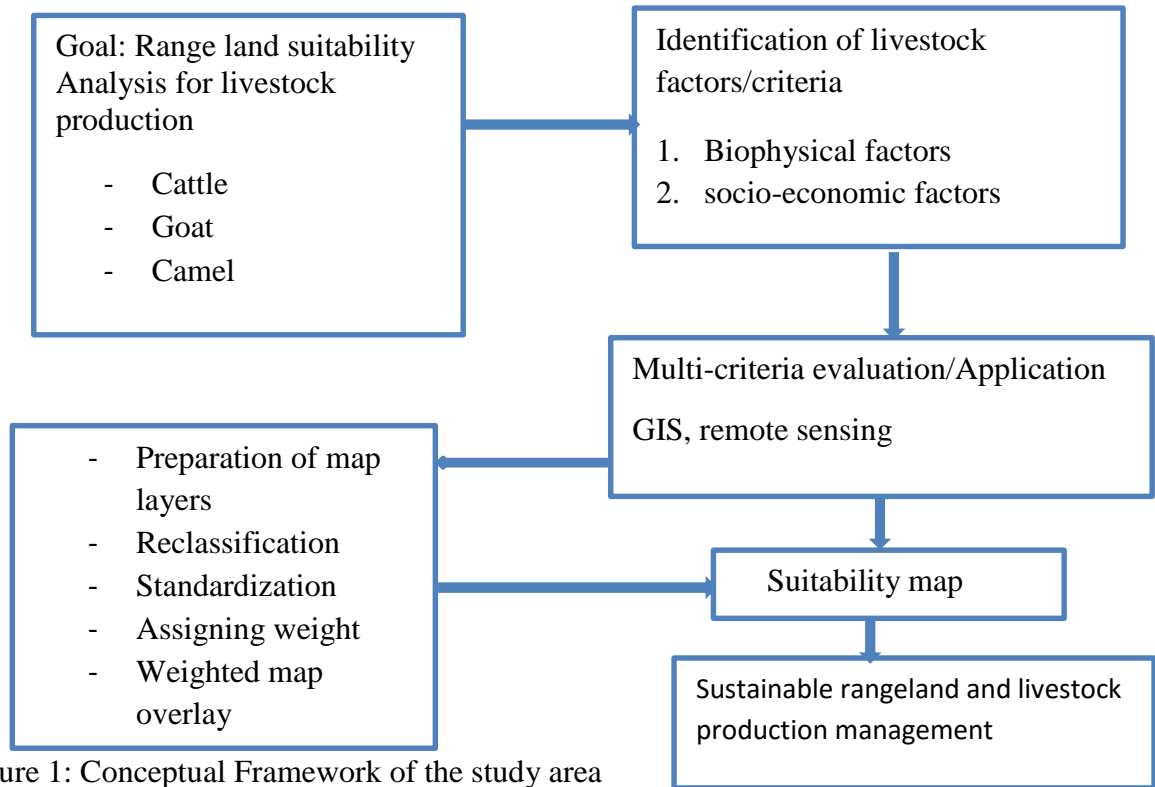 Goal: Range land suitability
Analysis for livestock
production
- Cattle
- Goat
- Camel
Identification of livestock
factors/criteria
1. Biophysical factors
2. socio-economic factors
Multi-criteria evaluation/Application
GIS, remote sensing
- Preparation of map
layers
- Reclassification
- Standardization
- Assigning weight
- Weighted map
overlay
Suitability map
Sustainable rangeland and livestock
production management
ure 1: Conceptual Framework of the study area